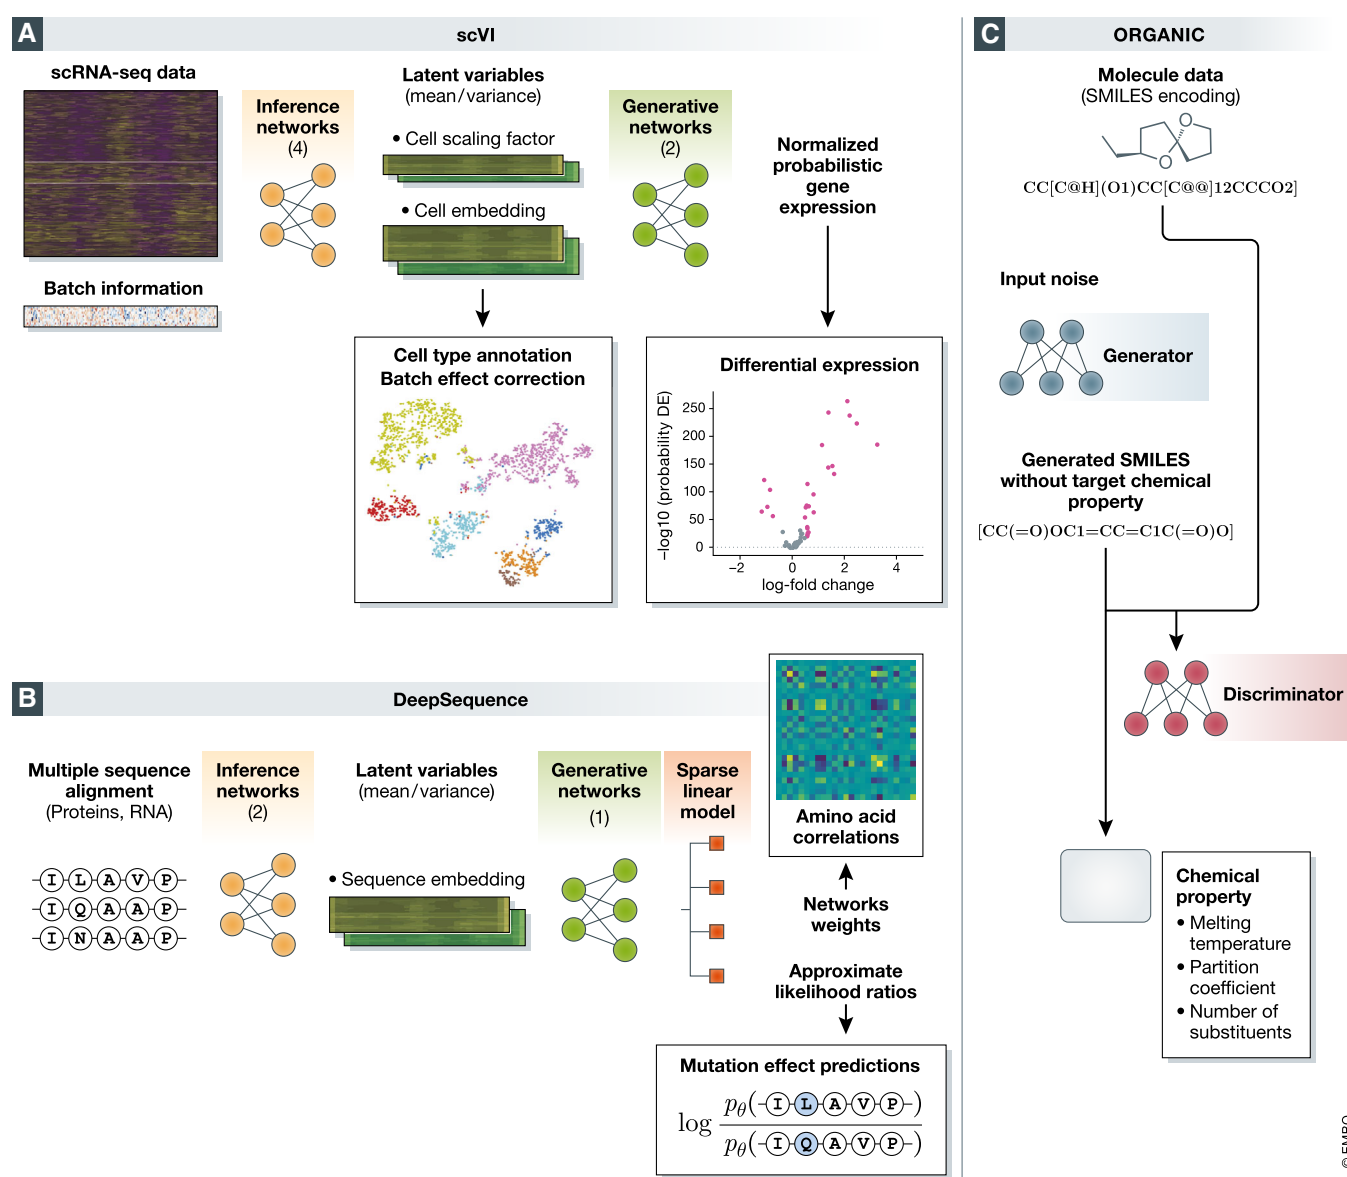 A
scVI
scRNA-seq data
Batch information
Inference
networks
(4)
Latent variables
(mean/variance)
• Cell scaling factor
• Cell embedding
Generative
networks
(2)
Normalized
probabilistic
gene
expression
Cell type annotation
Batch effect correction
Differential expression
−log10 (probability DE)
250
200
150
100
50
0
−2
0
2
4
log-fold change
B
DeepSequence
Multiple sequence
alignment
(Proteins, RNA)
I L A V P
I Q A A P
I N A A P
Inference
networks
(2)
Latent variables
(mean/variance)
• Sequence embedding
Generative
networks
(1)
Sparse
linear
model
Amino acid
correlations
Networks
weights
Approximate
likelihood ratios
Mutation effect predictions
log
pθ(-I-L-A-V-P-)
pθ(-I-Q-A-V-P-)
C
ORGANIC
Molecule data
(SMILES encoding)
O
O
CC[C@H](O1)CC[C@@]12CCCO2]
Input noise
Generator
Generated SMILES
without target chemical
property
[CC(=O)OC1=CC=C1C(=O)O]
Discriminator
Chemical
property
• Melting
temperature
• Partition
coefficient
• Number of
substituents
© EMBO